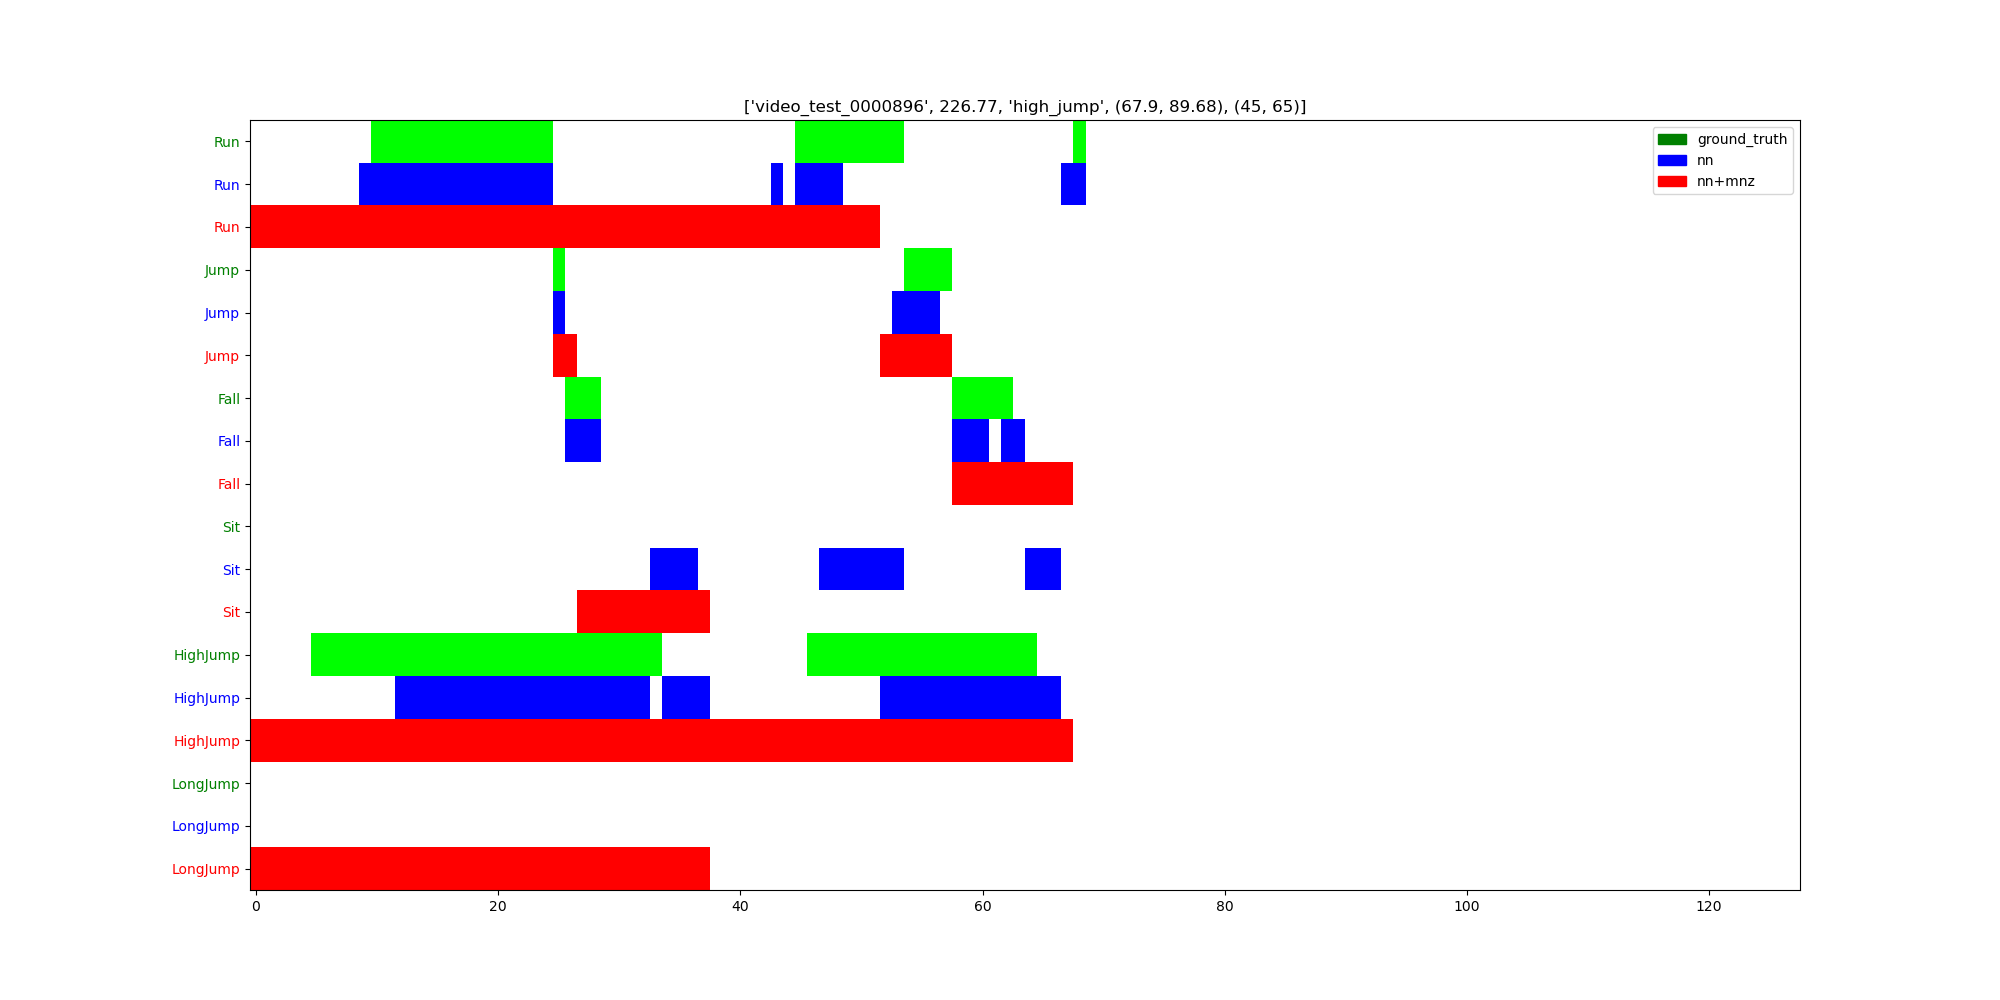 ['video_test_0000896', 226.77, 'high_jump', (67.9, 89.68), (45, 65)]
ground_truth
nn
nn+mnz
Run
Run
Run
Jump
Jump
Jump
Fall
Fall
Fall
Sit
Sit
Sit
HighJump
HighJump
HighJump
LongJump
LongJump
LongJump
0 20 40 60 80 100 120